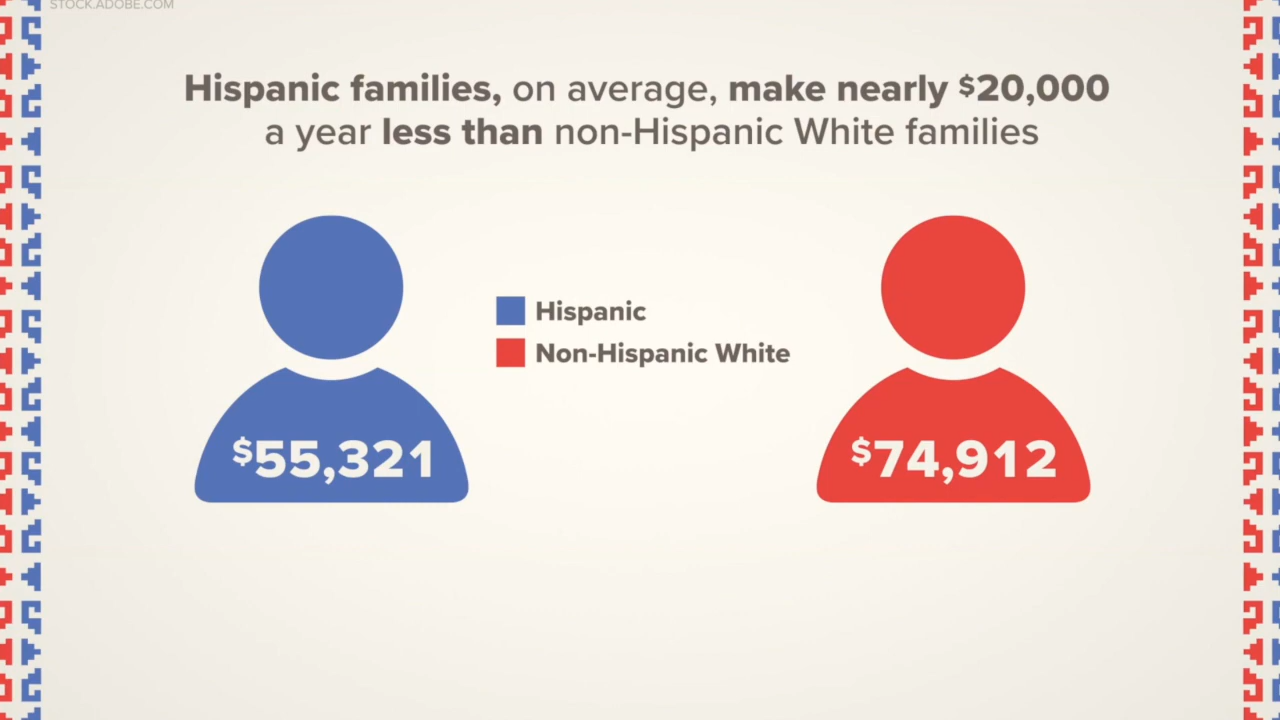 STOCK.ADOBE.COM
Hispanic families, on average, make nearly $20,000
a year less than non-Hispanic White families
Hispanic
Non-Hispanic White
$55,321
$74,912